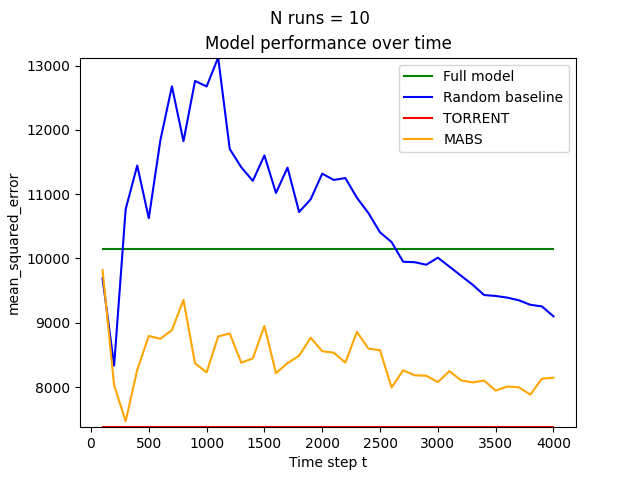 N runs = 10
Model performance over time
mean_squared_error
13000
12000
11000
10000
9000
8000
Full model
Random baseline
TORRENT
MABS
0 500 1000 1500 2000 2500 3000 3500 4000
Time step t